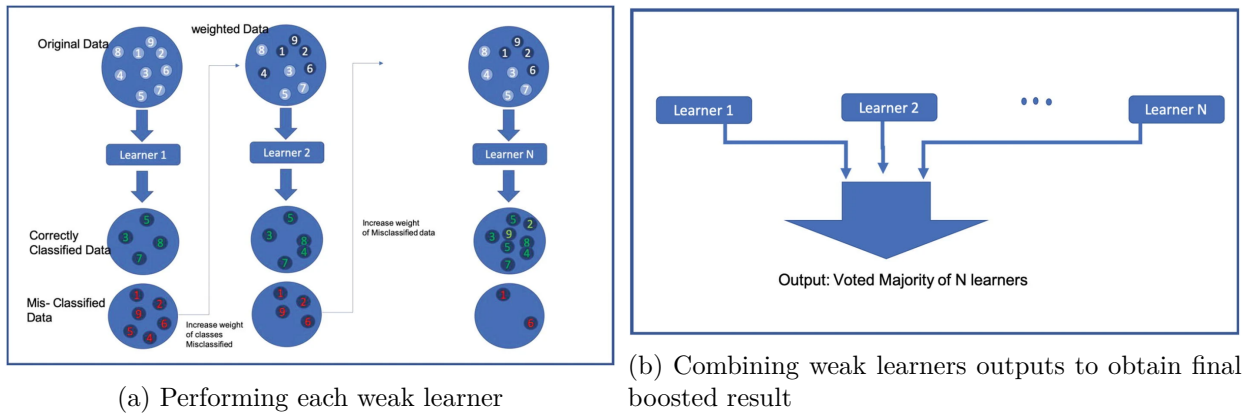 Original Data
8 9 1 2 4 3 6 7 5
Learner 1
5 3 8 7
Correctly
Classified Data
Mis- Classified
Data
1 2 9 6 5 4
Increase weight
of classes
Misclassified
weighted Data
9 8 1 2 4 3 6 7 5
Learner 2
5 3 8 4 7
1 2 9 6
Increase weight
of Misclassified data
9 8 1 2 4 3 6 7 5
Learner N
5 2 3 9 8 5 4 7
1 6
(a) Performing each weak learner
Learner 1
Learner 2
...
Learner N
Output: Voted Majority of N learners
(b) Combining weak learners outputs to obtain final
boosted result